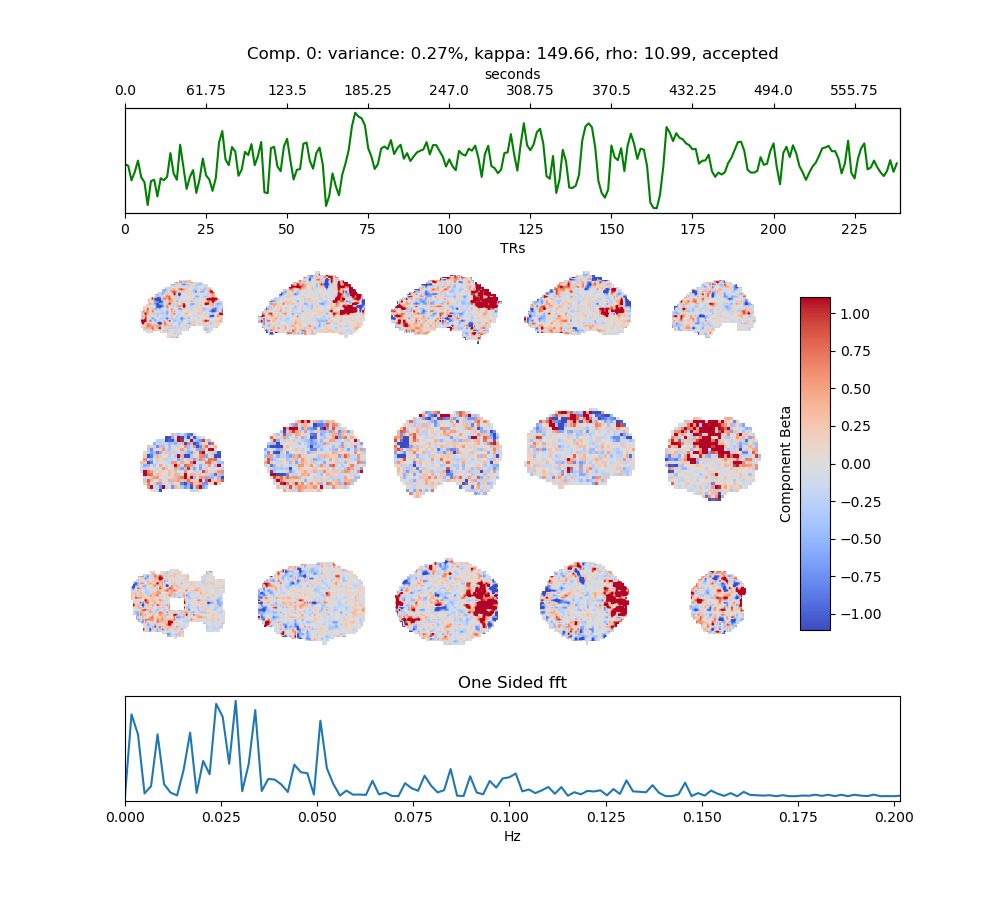 Comp. 0: variance: 0.27%, kappa: 149.66, rho: 10.99, accepted
seconds
0.0 61.75 123.5 185.25 247.0 308.75 370.5 432.25 494.0 555.75
0 25 50 75 100 125 150 175 200 225
TRs
1.00
0.75
0.50
0.25
0.00
−0.25
−0.50
−0.75
−1.00
Component Beta
One Sided fft
0.000 0.025 0.050 0.075 0.100 0.125 0.150 0.175 0.200
Hz